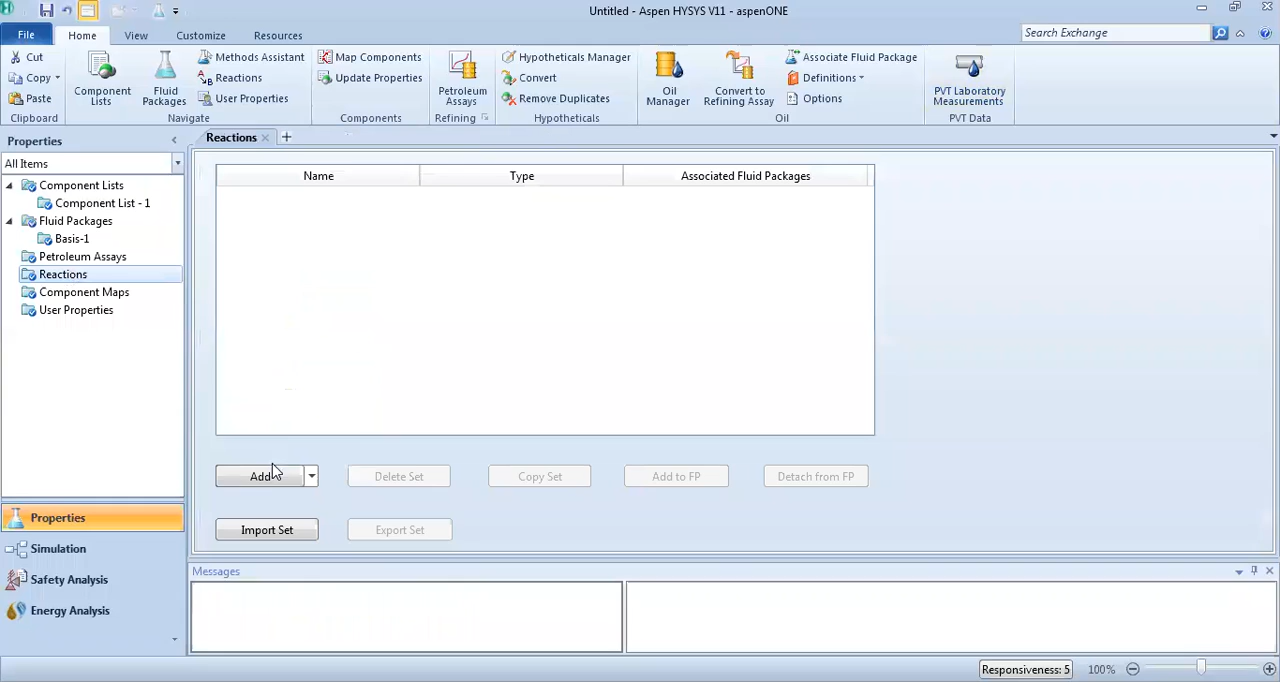 Untitled - Aspen HYSYS V11 - aspenONE
File Home View Customize Resources Search Exchange
Cut
Copy
Paste
Clipboard
Component Lists
Fluid Packages
Methods Assistant
Reactions
User Properties
Navigate
Map Components
Update Properties
Components
Petroleum Assays
Refining
Hypotheticals Manager
Convert
Remove Duplicates
Hypotheticals
Oil Manager
Convert to Refining Assay
Associate Fluid Package
Definitions
Options
Oil
PVT Laboratory Measurements
PVT Data
Properties
All Items
Component Lists
Component List - 1
Fluid Packages
Basis-1
Petroleum Assays
Reactions
Component Maps
User Properties
Properties
Simulation
Safety Analysis
Energy Analysis
Reactions
Name Type Associated Fluid Packages
Add Delete Set Copy Set Add to FP Detach from FP
Import Set Export Set
Messages
Responsiveness: 5 100%